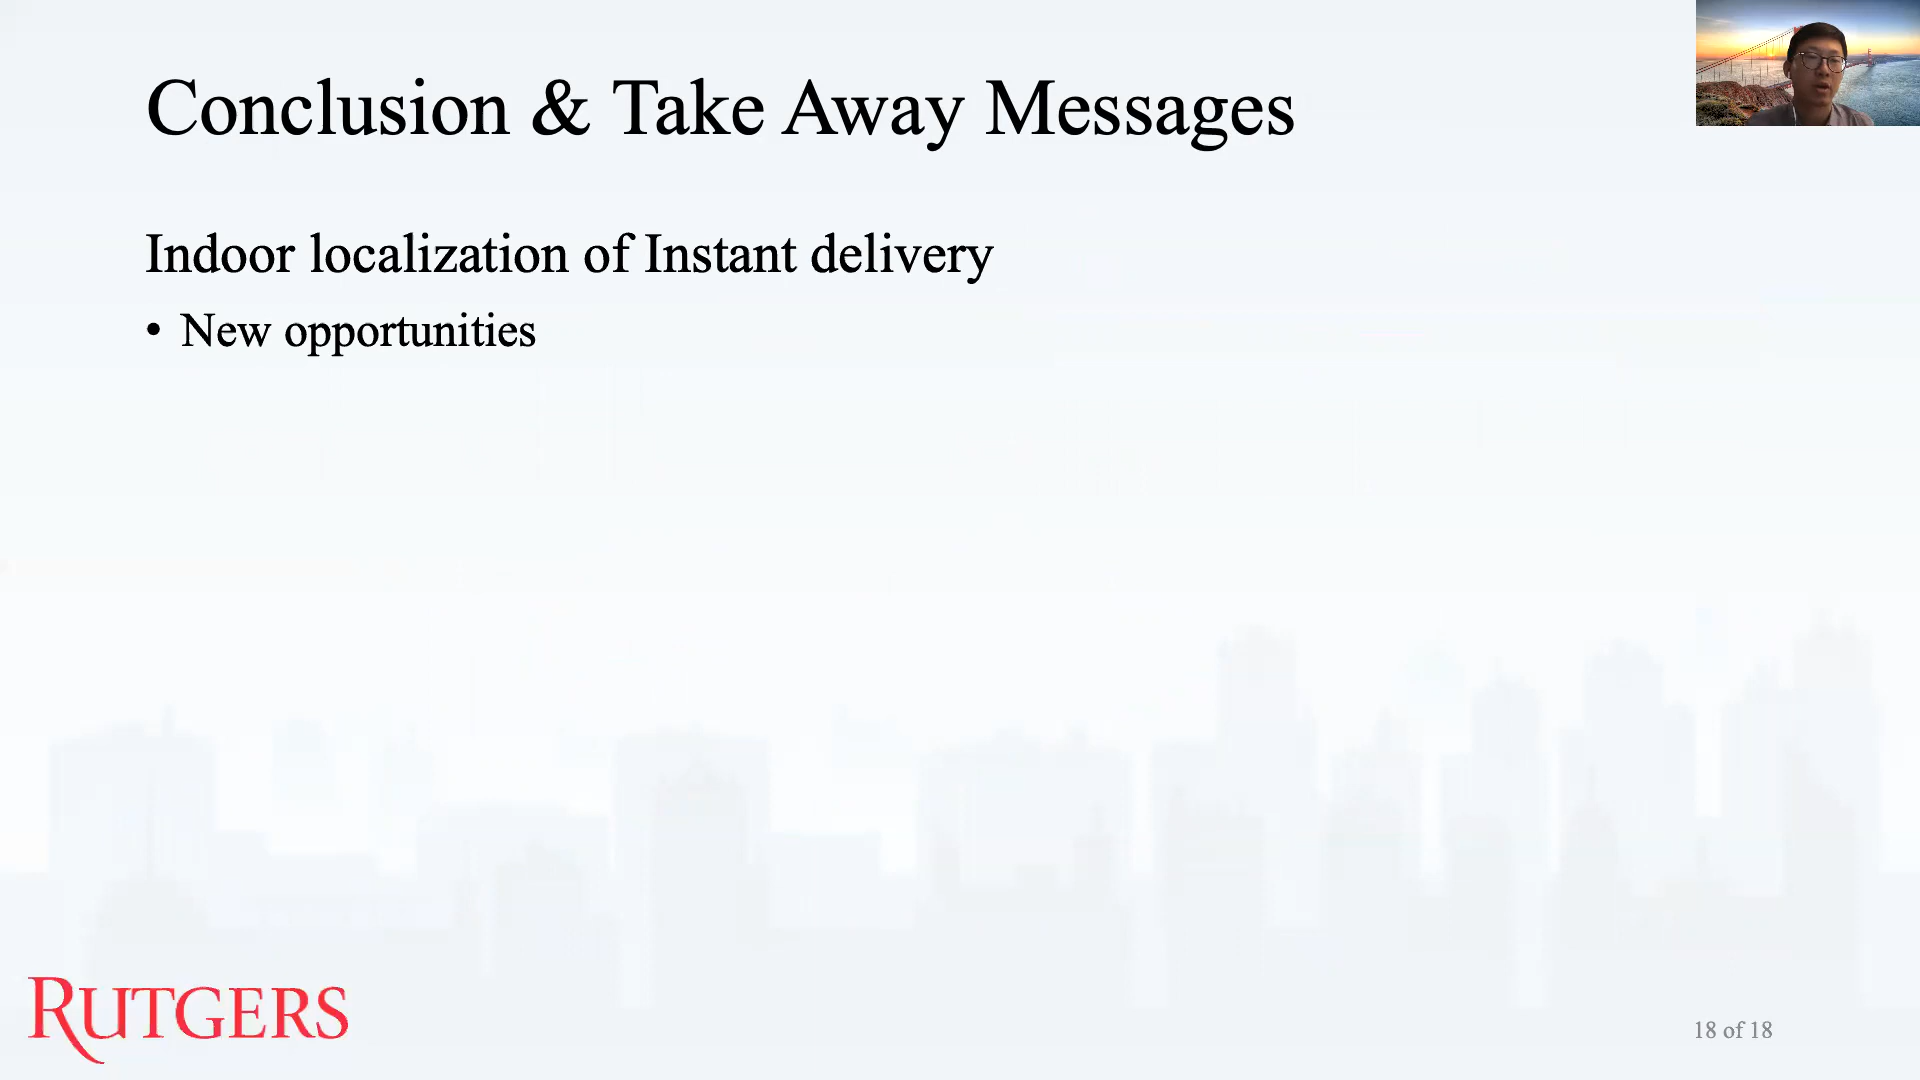 Conclusion & Take Away Messages
Indoor localization of Instant delivery
• New opportunities
RUTGERS
18 of 18